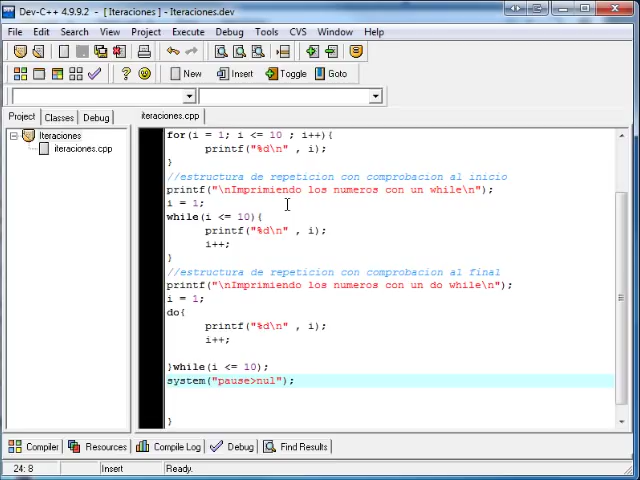 Dev-C++ 4.9.9.2 - [ Iteraciones ] - Iteraciones.dev
File Edit Search View Project Execute Debug Tools CVS Window Help
New Insert Toggle Goto
Project Classes Debug iteraciones.cpp
Iteraciones
iteraciones.cpp
for(i = 1; i <= 10 ; i++){
printf("%d\n" , i);
}
//estructura de repeticion con comprobacion al inicio
printf("\nImprimiendo los numeros con un while\n");
i = 1;
while(i <= 10){
printf("%d\n" , i);
i++;
}
//estructura de repeticion con comprobacion al final
printf("\nImprimiendo los numeros con un do while\n");
i = 1;
do{
printf("%d\n" , i);
i++;
}while(i <= 10);
system("pause>nul");
}
Compiler Resources Compile Log Debug Find Results
24: 8 Insert Ready.